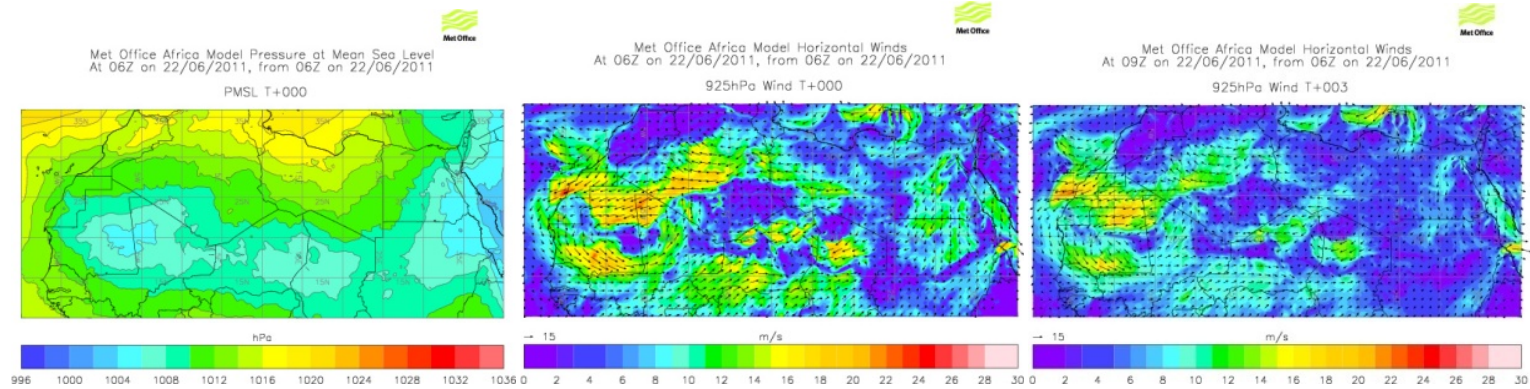 Met Office
Met Office Africa Model Pressure at Mean Sea Level
At 06Z on 22/06/2011, from 06Z on 22/06/2011
PMSL T+000
35N
35N
35N
25N
15N
15N
hPa
996 1000 1004 1008 1012 1016 1020 1024 1028 1032 1036
Met Office
Met Office Africa Model Horizontal Winds
At 06Z on 22/06/2011, from 06Z on 22/06/2011
925hPa Wind T+000
→ 15
m/s
0 2 4 6 8 10 12 14 16 18 20 22 24 26 28 30
Met Office
Met Office Africa Model Horizontal Winds
At 09Z on 22/06/2011, from 06Z on 22/06/2011
925hPa Wind T+003
→ 15
m/s
0 2 4 6 8 10 12 14 16 18 20 22 24 26 28 30